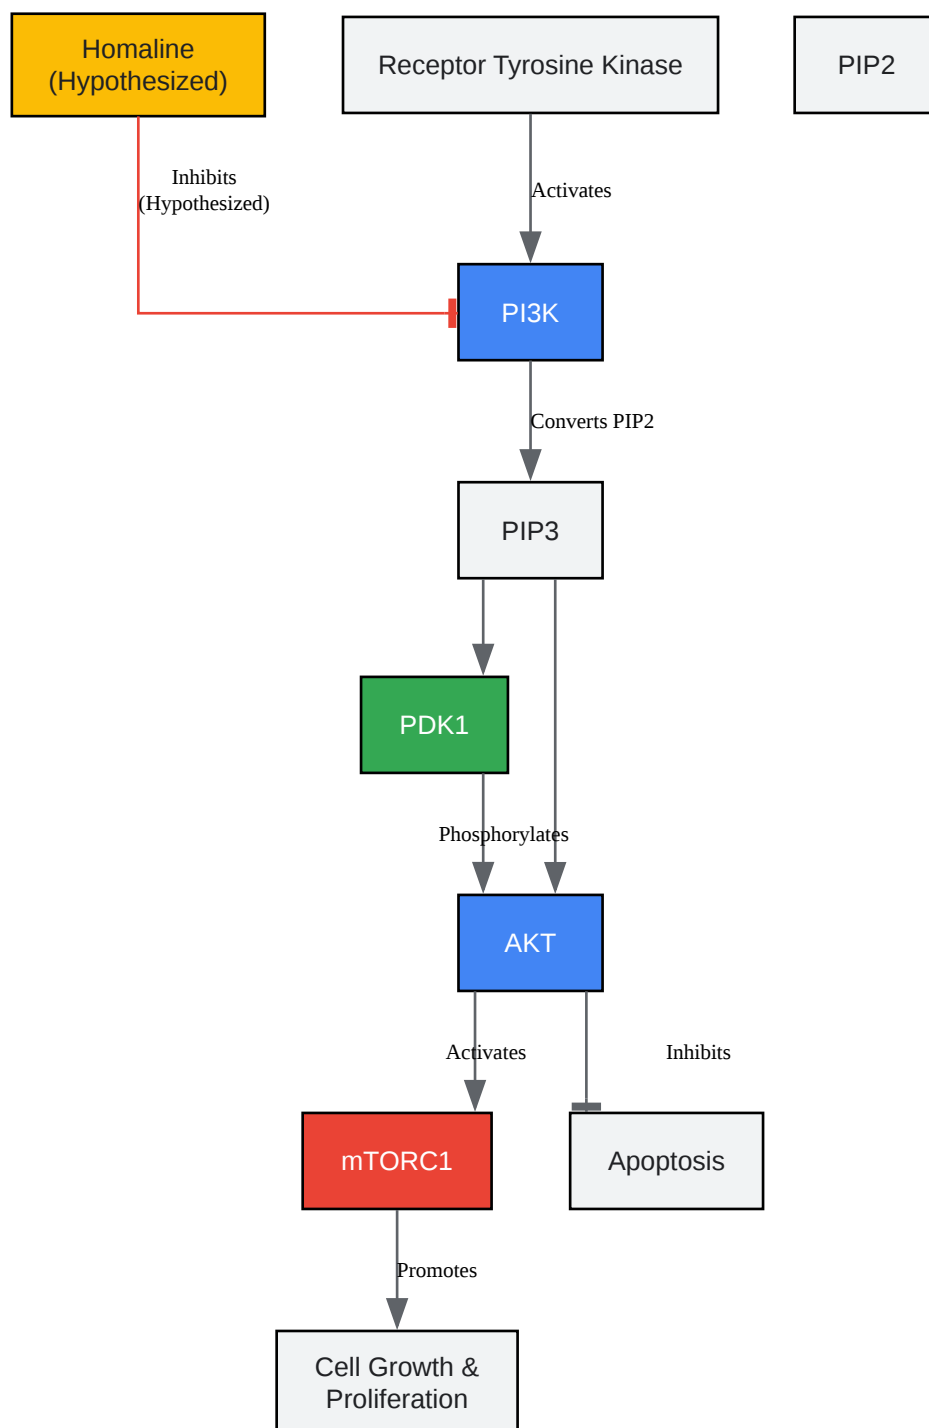 Homaline
(Hypothesized)
Receptor Tyrosine Kinase
PIP2
Inhibits
(Hypothesized)
Activates
PI3K
Converts PIP2
PIP3
PDK1
Phosphorylates
AKT
Activates
Inhibits
mTORC1
Apoptosis
Promotes
Cell Growth &
Proliferation